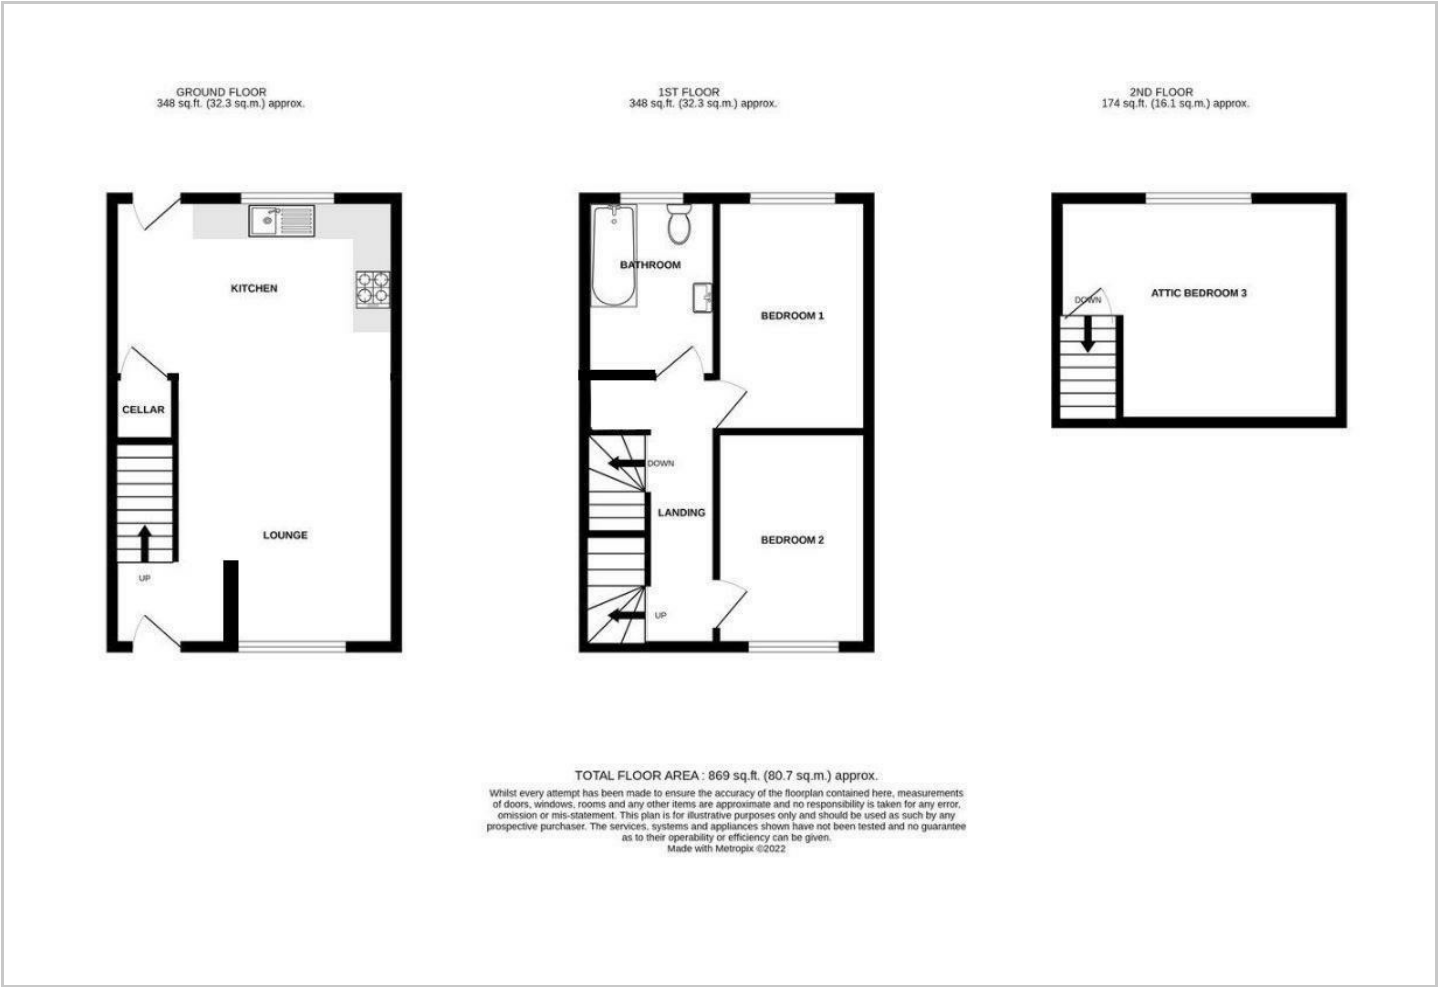 GROUND FLOOR
348 sq.ft. (32.3 sq.m.) approx.
1ST FLOOR
348 sq.ft. (32.3 sq.m.) approx.
2ND FLOOR
174 sq.ft. (16.1 sq.m.) approx.
KITCHEN
CELLAR
LOUNGE
UP
BATHROOM
BEDROOM 1
DOWN
LANDING
BEDROOM 2
UP
ATTIC BEDROOM 3
DOWN
TOTAL FLOOR AREA : 869 sq.ft. (80.7 sq.m.) approx.
Whilst every attempt has been made to ensure the accuracy of the floorplan contained here, measurements
of doors, windows, rooms and any other items are approximate and no responsibility is taken for any error,
omission or mis-statement. This plan is for illustrative purposes only and should be used as such by any
prospective purchaser. The services, systems and appliances shown have not been tested and no guarantee
as to their operability or efficiency can be given.
Made with Metropix ©2022